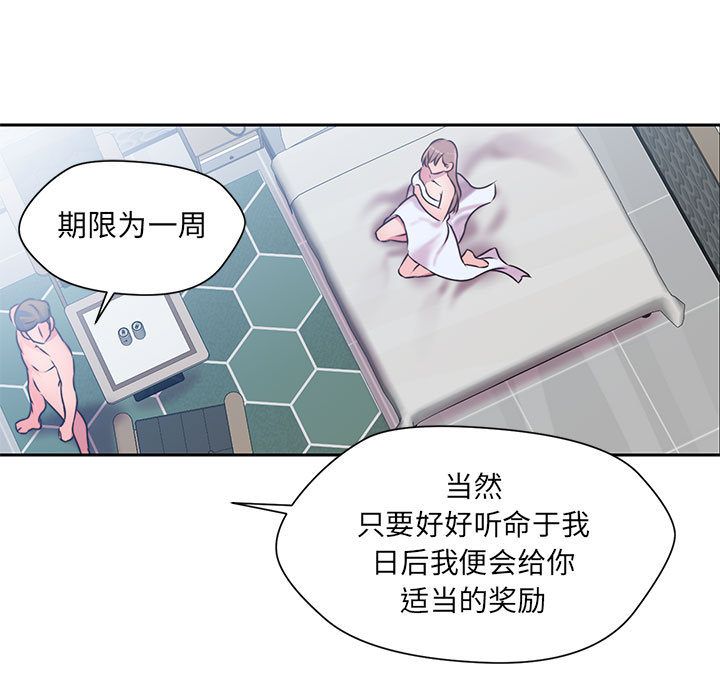 期限为一周
当然
只要好好听命于我
日后我便会给你
适当的奖励